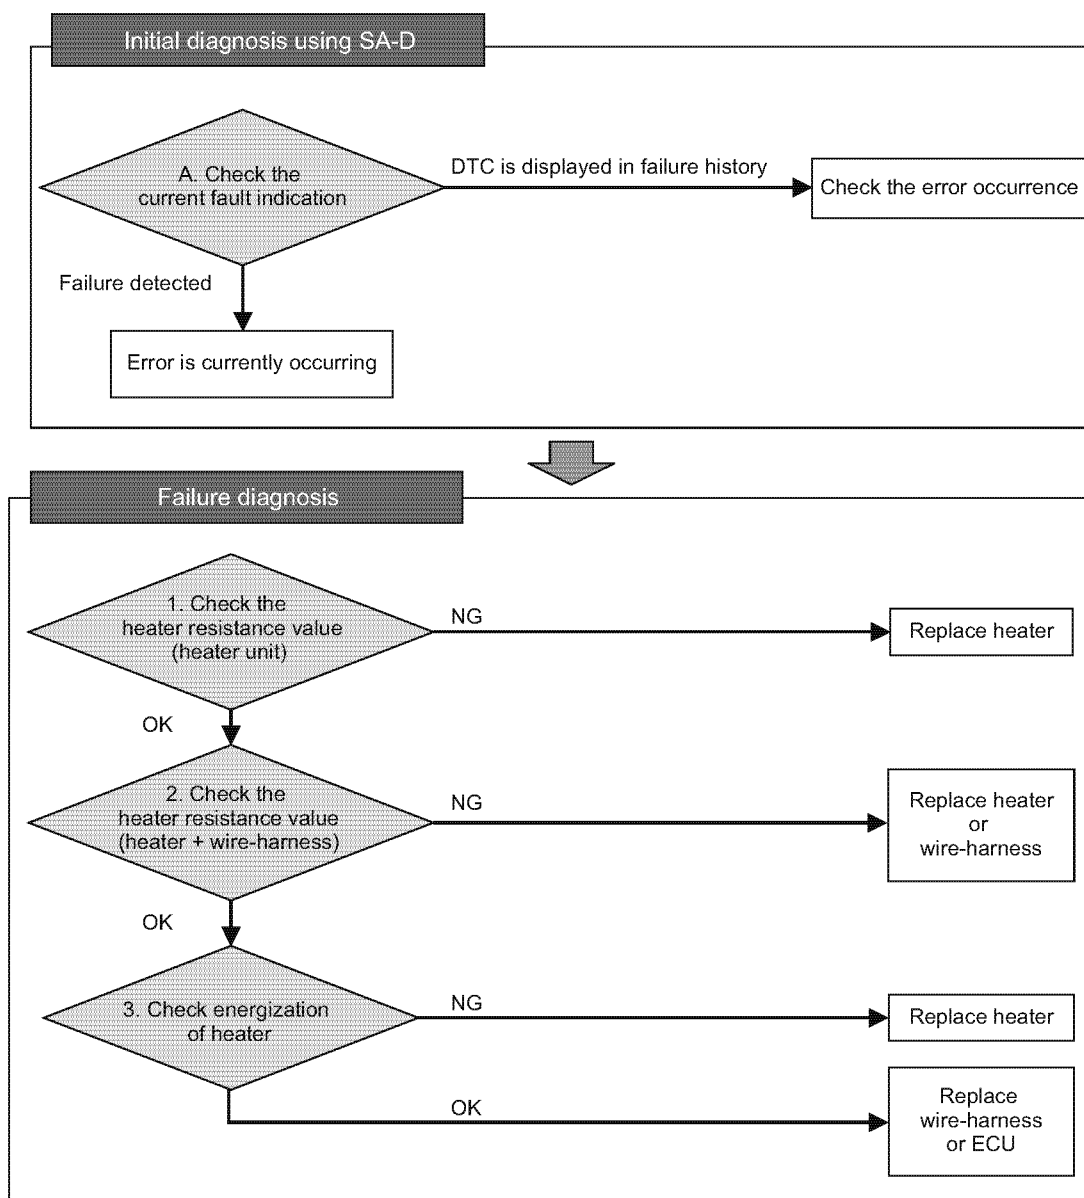 Initial diagnosis using SA-D
A. Check the
current fault indication
DTC is displayed in failure history
Check the error occurrence
Failure detected
Error is currently occurring
Failure diagnosis
1. Check the
heater resistance value
(heater unit)
NG
Replace heater
OK
2. Check the
heater resistance value
(heater + wire-harness)
NG
Replace heater
or
wire-harness
OK
3. Check energization
of heater
NG
Replace heater
OK
Replace
wire-harness
or ECU